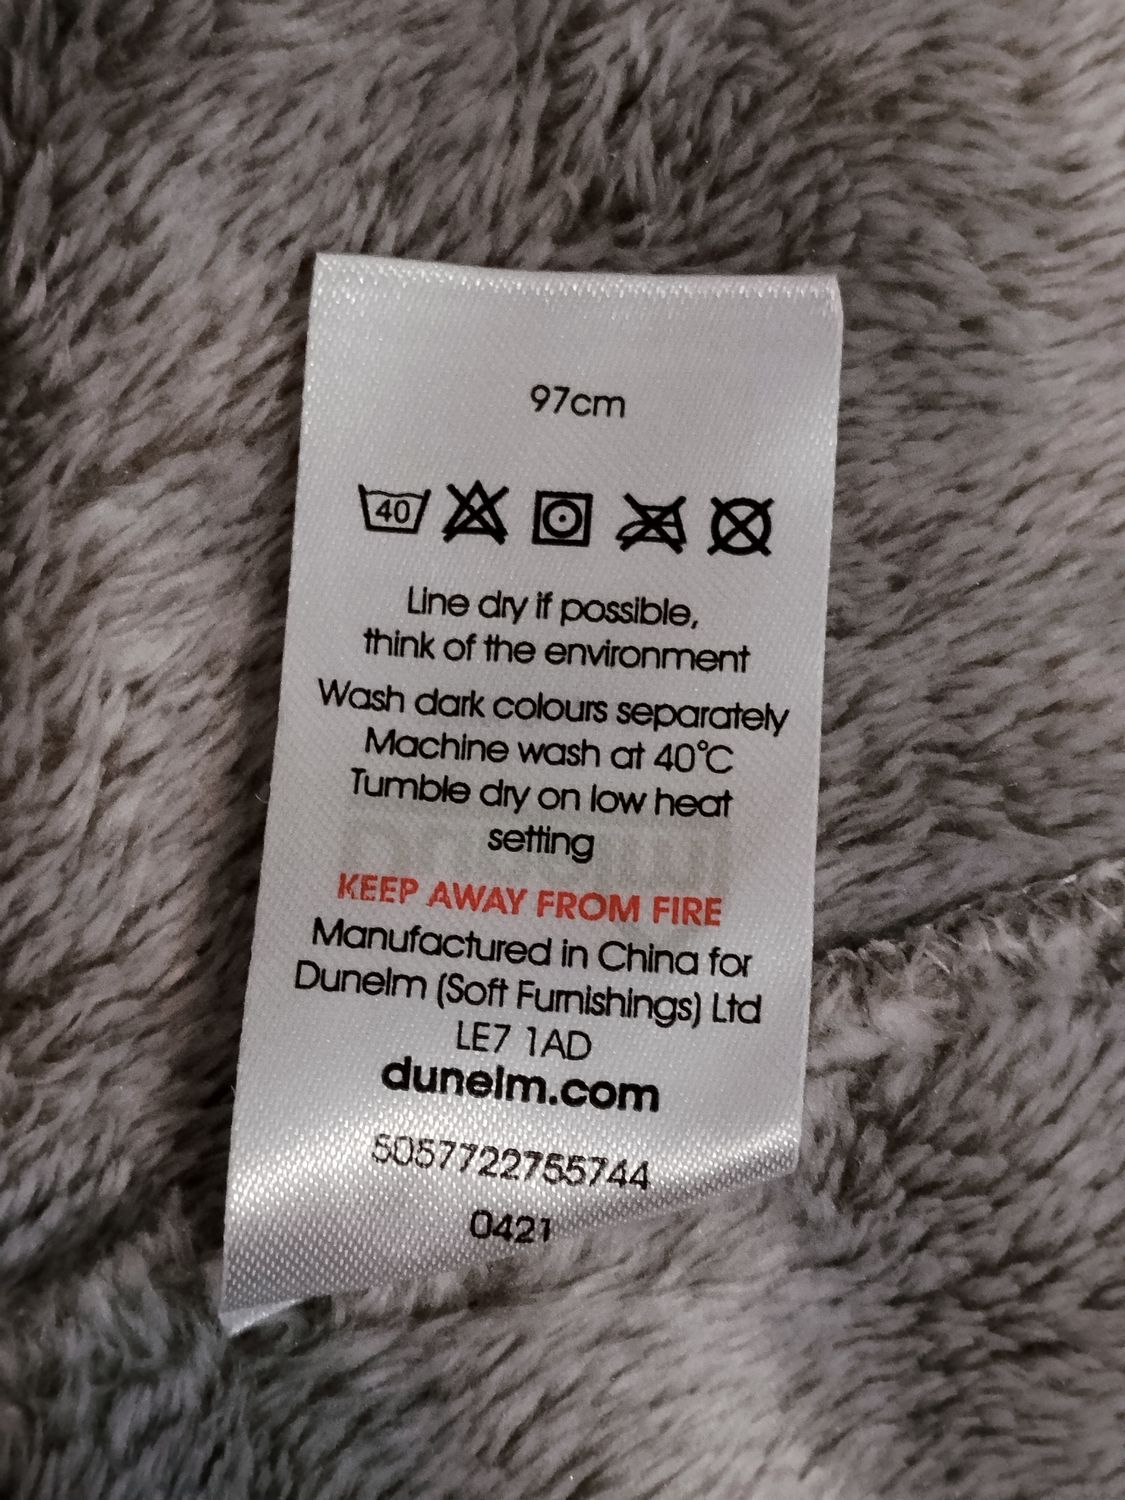 97cm
40
Line dry if possible,
think of the environment
Wash dark colours separately
Machine wash at 40°C
Tumble dry on low heat
setting
KEEP AWAY FROM FIRE
Manufactured in China for
Dunelm (Soft Furnishings) Ltd
LE7 1AD
dunelm.com
5057722755744
0421